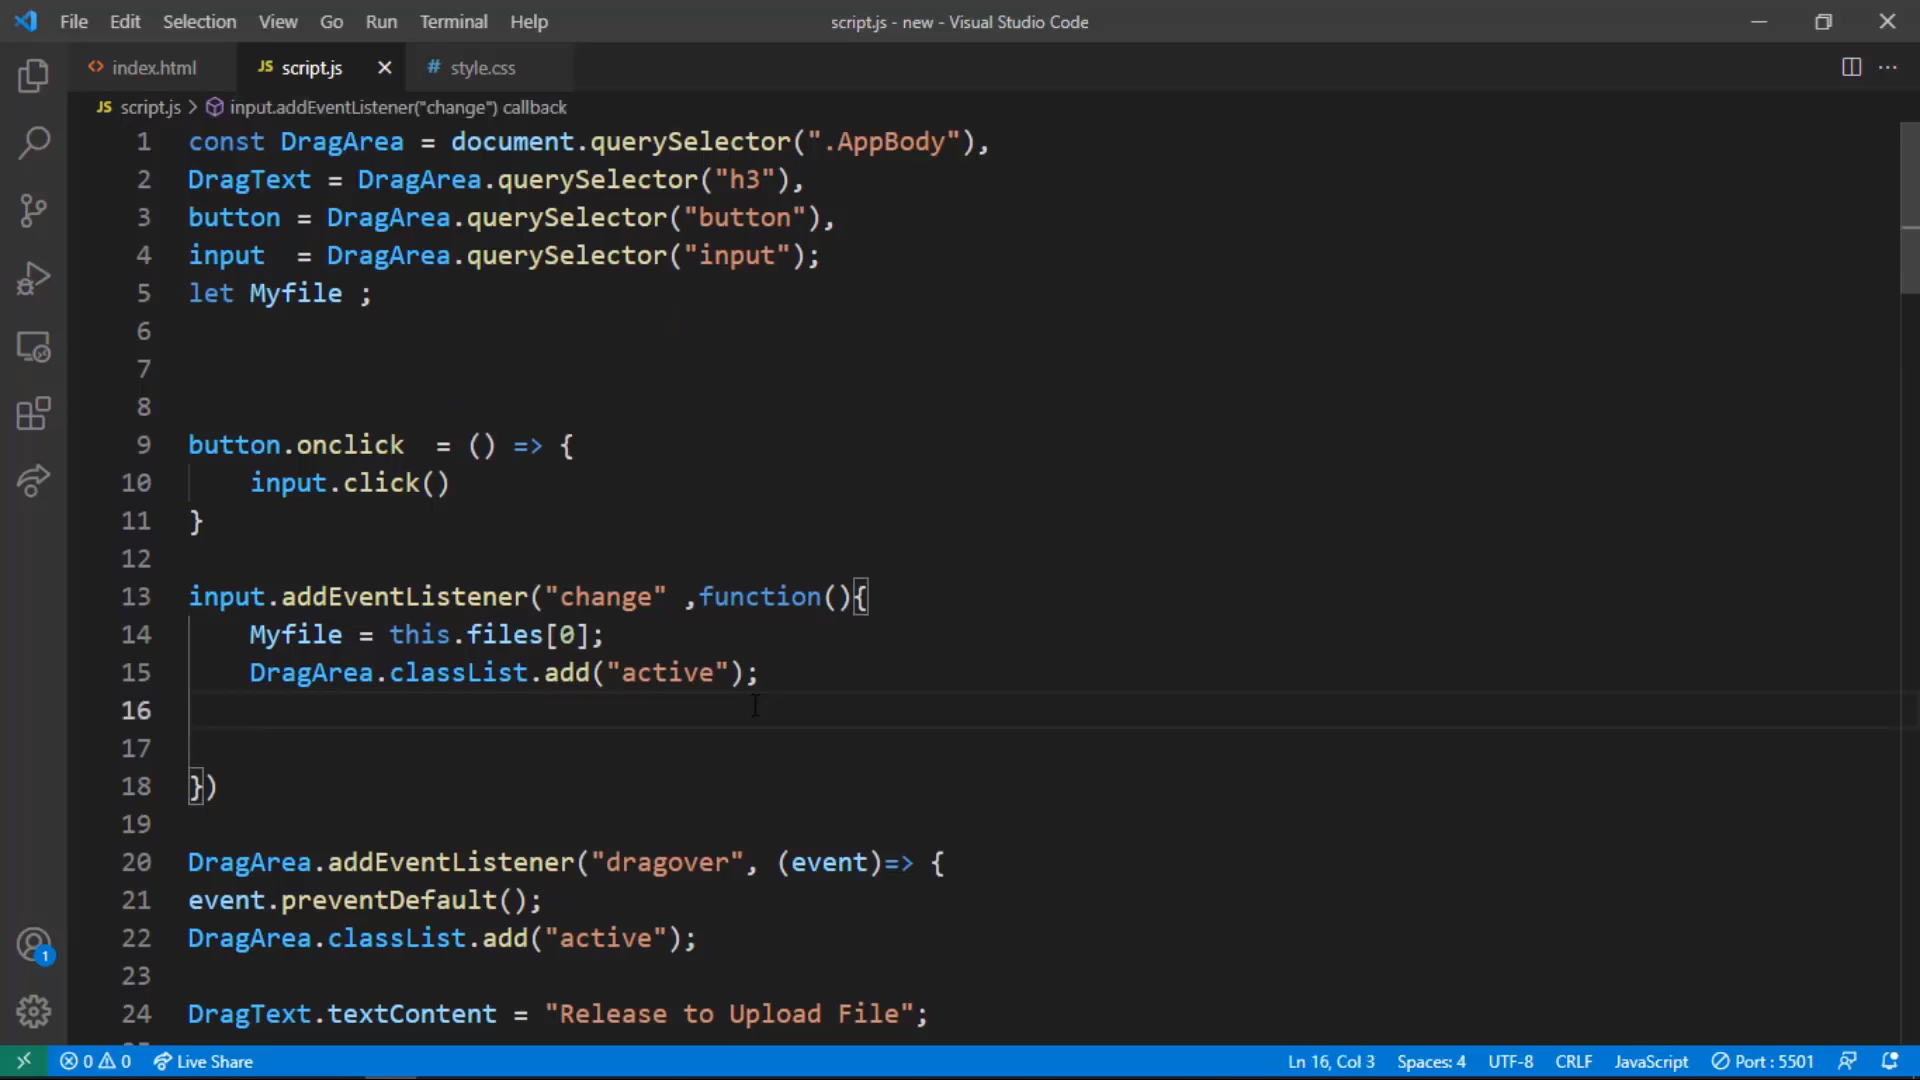 File Edit Selection View Go Run Terminal Help script.js - new - Visual Studio Code
<> index.html JS script.js # style.css
JS script.js > input.addEventListener("change") callback
1 const DragArea = document.querySelector(".AppBody"),
2 DragText = DragArea.querySelector("h3"),
3 button = DragArea.querySelector("button"),
4 input  = DragArea.querySelector("input");
5 let Myfile ;
6
7
8
9 button.onclick  = () => {
10     input.click()
11 }
12
13 input.addEventListener("change" ,function(){
14     Myfile = this.files[0];
15     DragArea.classList.add("active");
16
17
18 })
19
20 DragArea.addEventListener("dragover", (event)=> {
21 event.preventDefault();
22 DragArea.classList.add("active");
23
24 DragText.textContent = "Release to Upload File";
1
0 0 Live Share Ln 16, Col 3 Spaces: 4 UTF-8 CRLF JavaScript Port : 5501